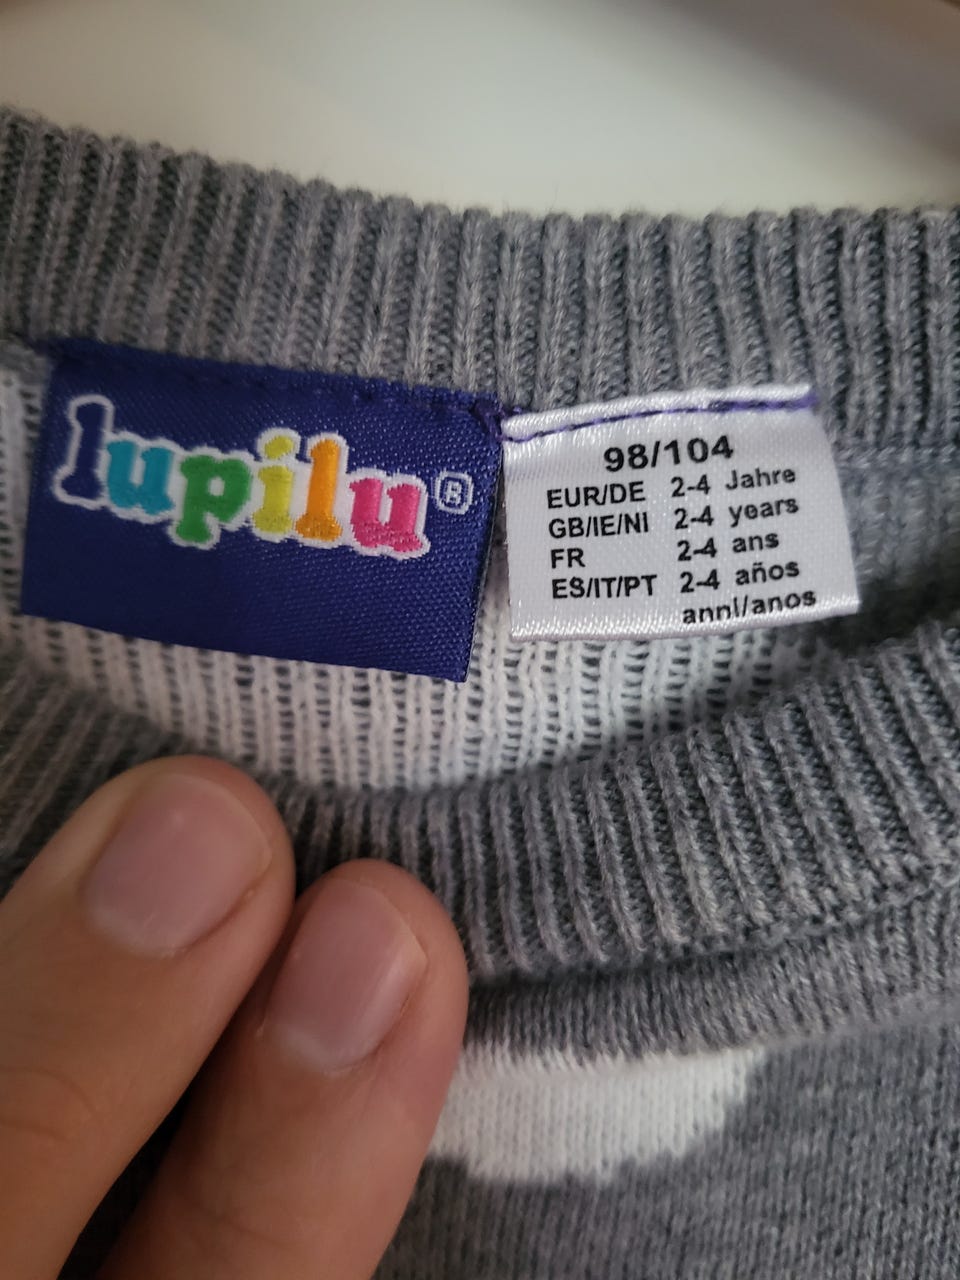 lupilu®
98/104
EUR/DE 2-4 Jahre
GB/IE/NI 2-4 years
FR 2-4 ans
ES/IT/PT 2-4 años
anni/anos